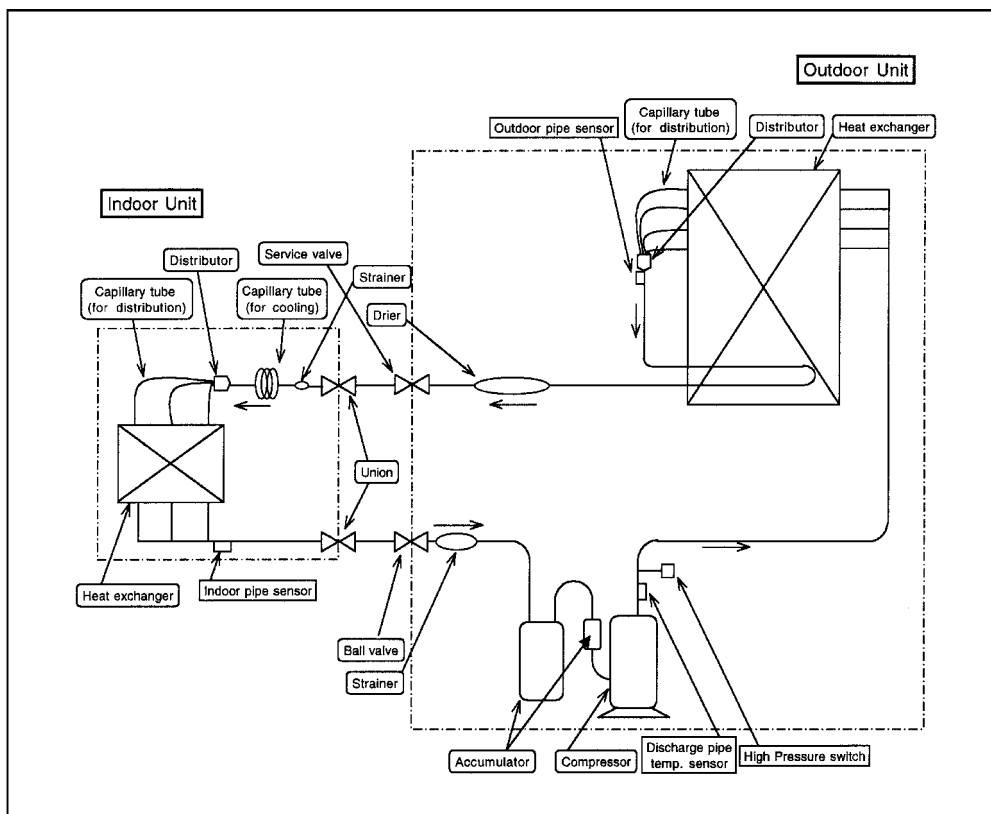 Outdoor Unit
Capillary tube
(for distribution)
Outdoor pipe sensor
Distributor
Heat exchanger
Indoor Unit
Distributor
Service valve
Strainer
Capillary tube
(for distribution)
Capillary tube
(for cooling)
Drier
Union
Heat exchanger
Indoor pipe sensor
Ball valve
Strainer
Accumulator
Compressor
Discharge pipe
temp. sensor
High Pressure switch